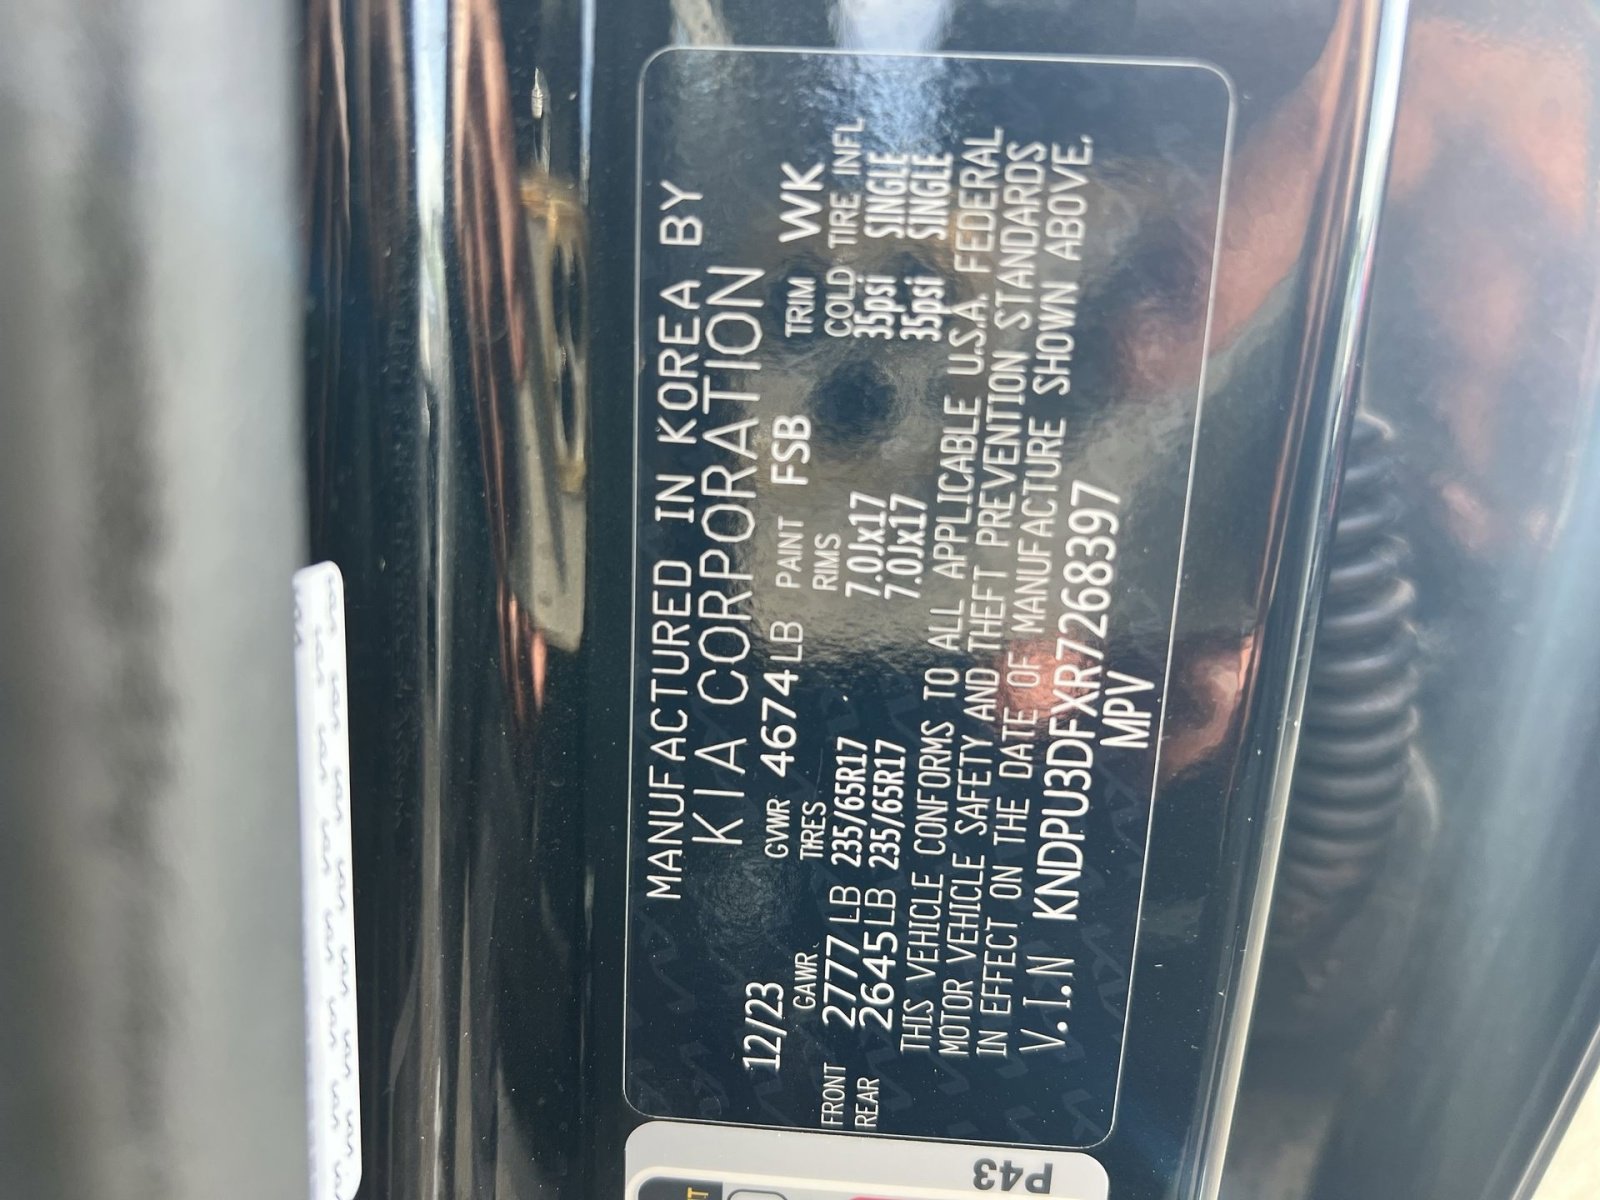 MANUFACTURED IN KOREA BY
KIA CORPORATION
12/23 GVWR 4674LB PAINT FSB TRIM WK
GAWR TIRES RIMS COLD TIRE INFL
FRONT 2777LB 235/65R17 7.0Jx17 35psi SINGLE
REAR 2645LB 235/65R17 7.0Jx17 35psi SINGLE
THIS VEHICLE CONFORMS TO ALL APPLICABLE U.S.A. FEDERAL
MOTOR VEHICLE SAFETY AND THEFT PREVENTION STANDARDS
IN EFFECT ON THE DATE OF MANUFACTURE SHOWN ABOVE.
V.I.N KNDPU3DFXR7268397
MPV
P43